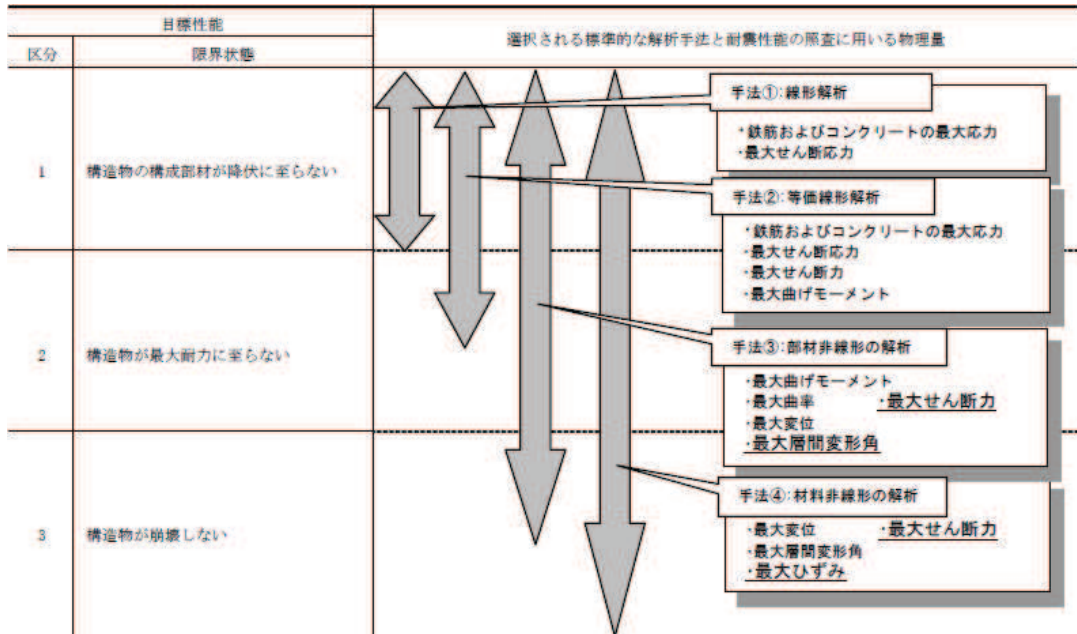 目標性能
選択される標準的な解析手法と耐震性能の照査に用いる物理量
区分
限界状態
1
構造物の構成部材が降伏に至らない
2
構造物が最大耐力に至らない
3
構造物が崩壊しない
手法①:線形解析
・鉄筋およびコンクリートの最大応力
・最大せん断応力
手法②:等価線形解析
・鉄筋およびコンクリートの最大応力
・最大せん断応力
・最大せん断力
・最大曲げモーメント
手法③:部材非線形の解析
・最大曲げモーメント
・最大曲率 ・最大せん断力
・最大変位
・最大層間変形角
手法④:材料非線形の解析
・最大変位 ・最大せん断力
・最大層間変形角
・最大ひずみ